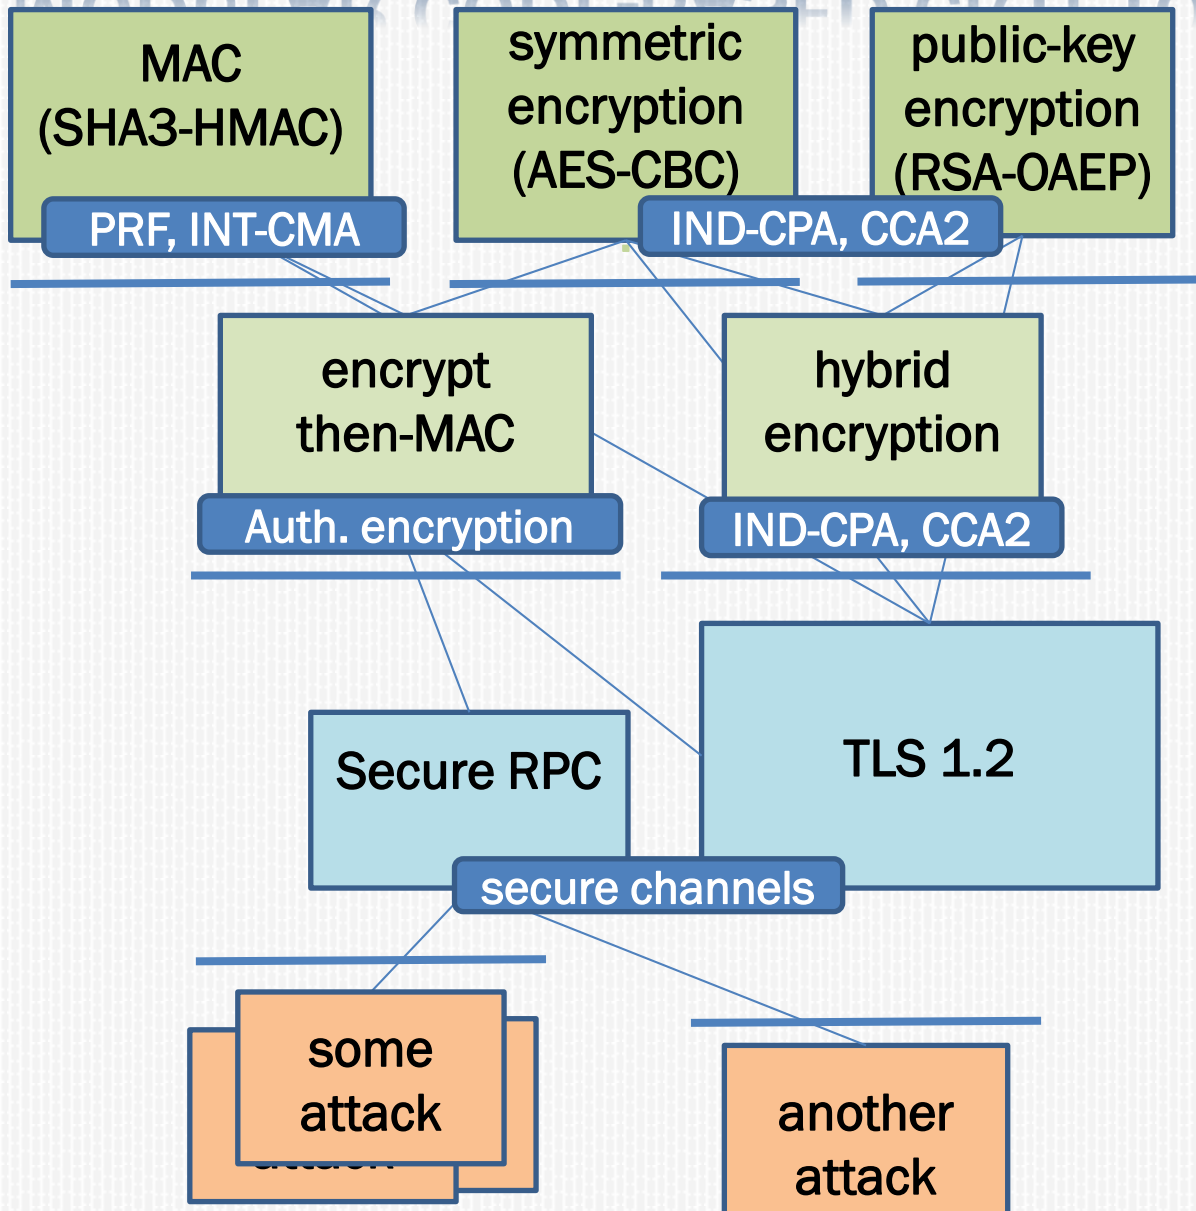 MAC
(SHA3-HMAC)
PRF, INT-CMA
symmetric
encryption
(AES-CBC)
public-key
encryption
(RSA-OAEP)
IND-CPA, CCA2
encrypt
then-MAC
Auth. encryption
hybrid
encryption
IND-CPA, CCA2
Secure RPC
TLS 1.2
secure channels
some
attack
attack
another
attack